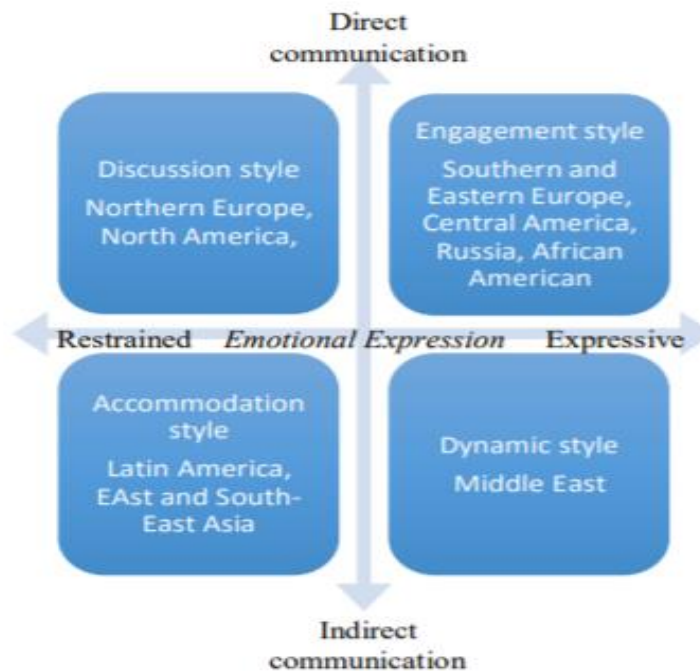 Direct
communication
Discussion style
Northern Europe,
North America,
Engagement style
Southern and
Eastern Europe,
Central America,
Russia, African
American
Restrained Emotional Expression Expressive
Accommodation
style
Latin America,
EAst and South-
East Asia
Dynamic style
Middle East
Indirect
communication